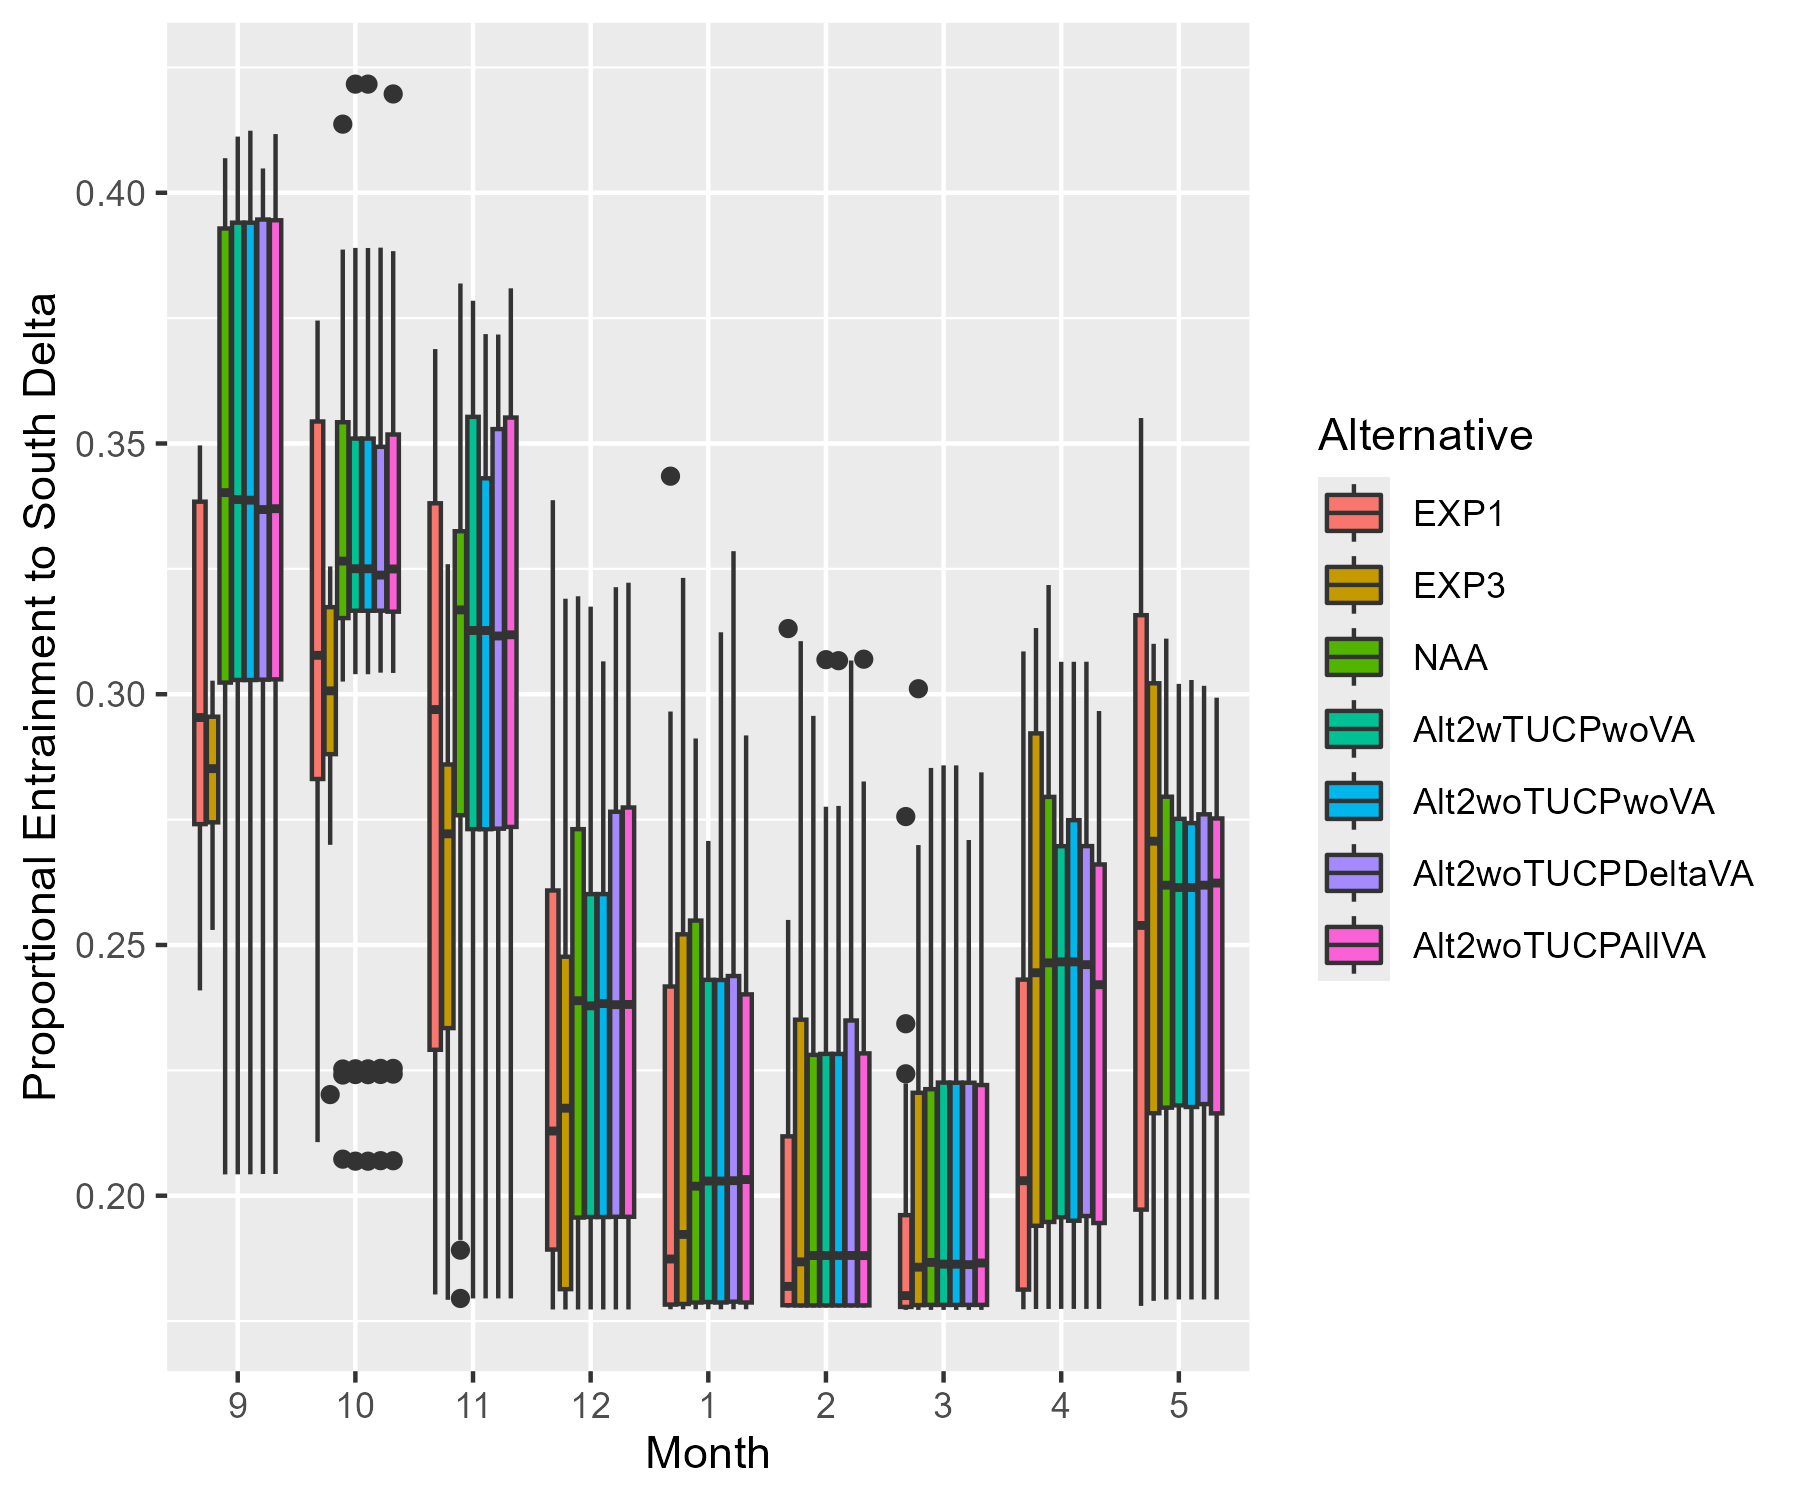 Proportional Entrainment to South Delta
0.40
0.35
0.30
0.25
0.20
9 10 11 12 1 2 3 4 5
Month
Alternative
EXP1
EXP3
NAA
Alt2wTUCPwoVA
Alt2woTUCPwoVA
Alt2woTUCPDeltaVA
Alt2woTUCPAllVA